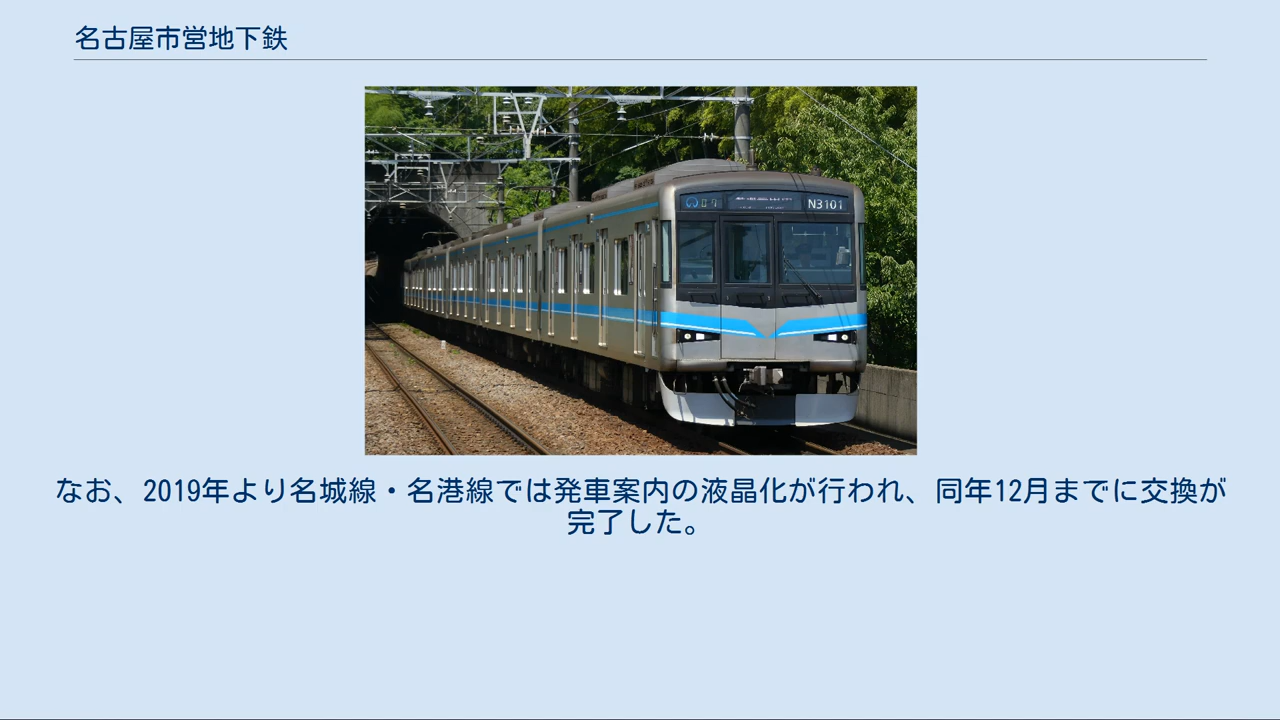 名古屋市営地下鉄
N3101
なお、2019年より名城線・名港線では発車案内の液晶化が行われ、同年12月までに交換が
完了した。